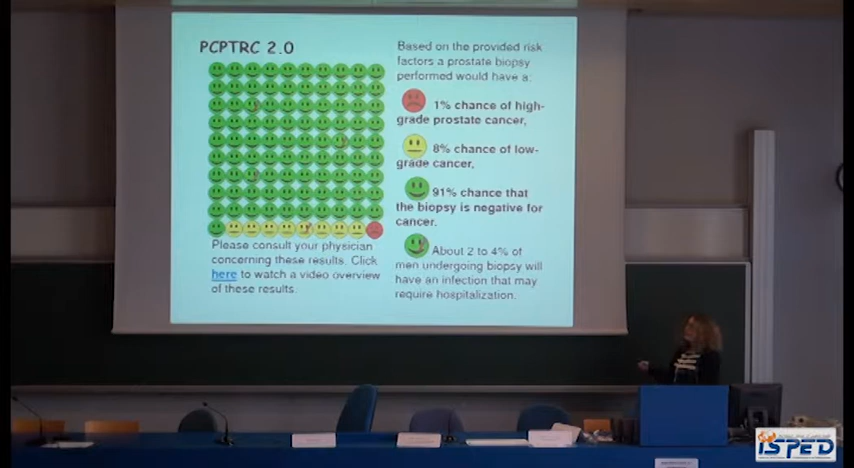 PCPTRC 2.0
Please consult your physician
concerning these results. Click
here to watch a video overview
of these results.
Based on the provided risk
factors a prostate biopsy
performed would have a:
1% chance of high-
grade prostate cancer,
8% chance of low-
grade cancer,
91% chance that
the biopsy is negative for
cancer.
About 2 to 4% of
men undergoing biopsy will
have an infection that may
require hospitalization.
ISPED